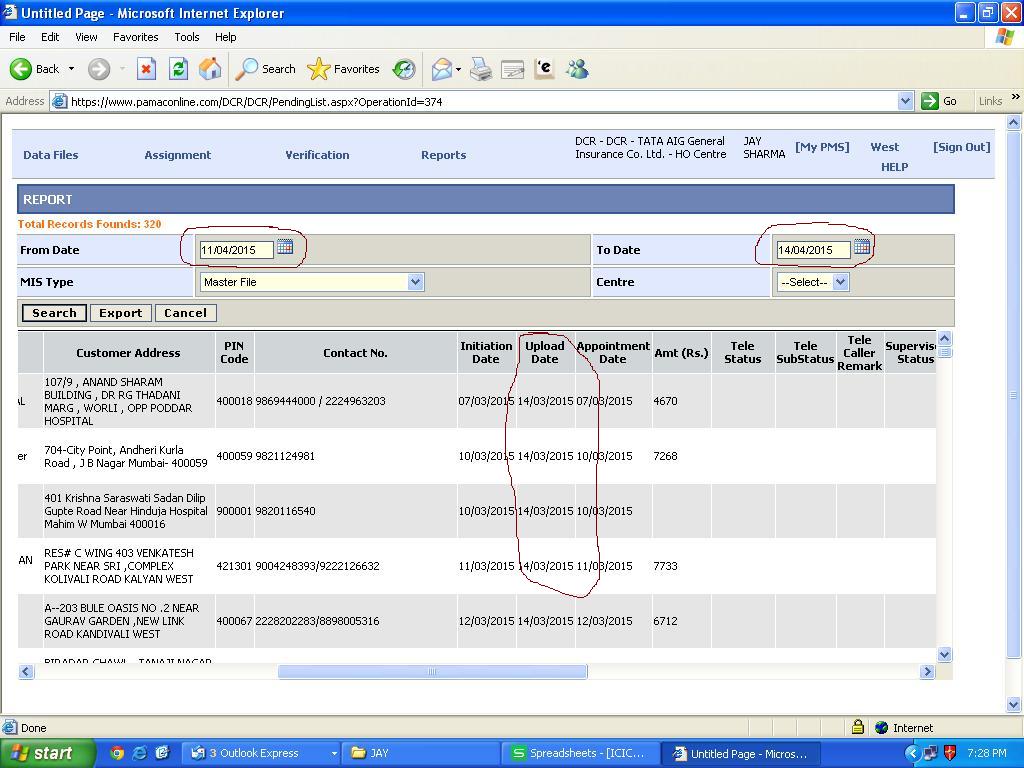 Untitled Page - Microsoft Internet Explorer
File Edit View Favorites Tools Help
Back Search Favorites
Address https://www.pamaconline.com/DCR/DCR/PendingList.aspx?OperationId=374 Go Links »
Data Files Assignment Verification Reports
DCR - DCR - TATA AIG General
Insurance Co. Ltd. - HO Centre
JAY
SHARMA
[My PMS] West [Sign Out]
HELP
REPORT
Total Records Founds: 320
From Date 11/04/2015 To Date 14/04/2015
MIS Type Master File Centre --Select--
Search Export Cancel
Customer Address
PIN
Code
Contact No.
Initiation
Date
Upload
Date
Appointment
Date
Amt (Rs.)
Tele
Status
Tele
SubStatus
Tele
Caller
Remark
Supervis
Status
107/9 , ANAND SHARAM
BUILDING , DR RG THADANI
MARG , WORLI , OPP PODDAR
HOSPITAL
400018 9869444000 / 2224963203 07/03/2015 14/03/2015 07/03/2015 4670
er
704-City Point, Andheri Kurla
Road , J B Nagar Mumbai- 400059
400059 9821124981 10/03/2015 14/03/2015 10/03/2015 7268
401 Krishna Saraswati Sadan Dilip
Gupte Road Near Hinduja Hospital
Mahim W Mumbai 400016
900001 9820116540 10/03/2015 14/03/2015 10/03/2015
AN
RES# C WING 403 VENKATESH
PARK NEAR SRI ,COMPLEX
KOLIVALI ROAD KALYAN WEST
421301 9004248393/9222126632 11/03/2015 14/03/2015 11/03/2015 7733
A--203 BULE OASIS NO .2 NEAR
GAURAV GARDEN ,NEW LINK
ROAD KANDIVALI WEST
400067 2228202283/8898005316 12/03/2015 14/03/2015 12/03/2015 6712
Done Internet
start 3 Outlook Express JAY Spreadsheets - [ICIC... Untitled Page - Micros... 7:28 PM